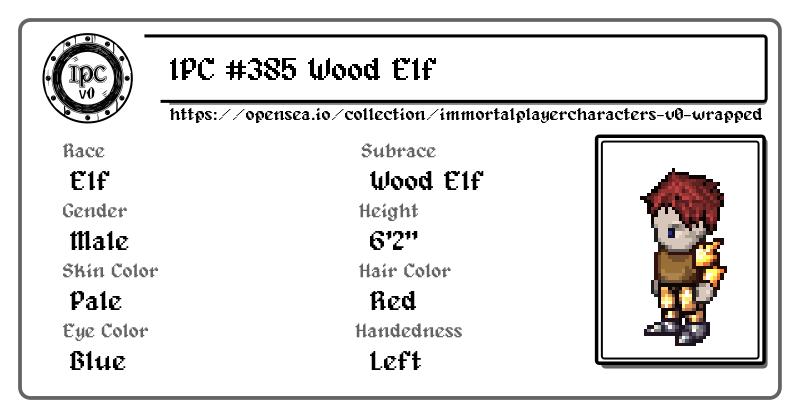 IPC v0
IPC #385 Wood Elf
https://opensea.io/collection/immortalplayercharacters-v0-wrapped
Race
Elf
Subrace
Wood Elf
Gender
Male
Height
6'2"
Skin Color
Pale
Hair Color
Red
Eye Color
Blue
Handedness
Left